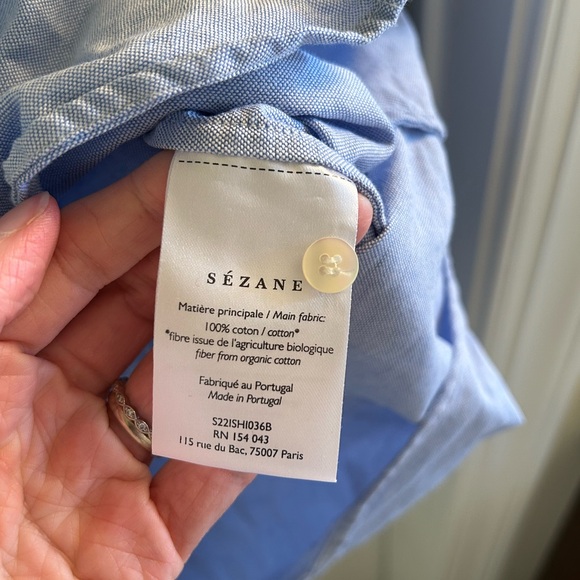 SÉZANE
Matière principale / Main fabric:
100% coton / cotton*
*fibre issue de l'agriculture biologique
fiber from organic cotton
Fabriqué au Portugal
Made in Portugal
S22ISHI036B
RN 154 043
115 rue du Bac, 75007 Paris